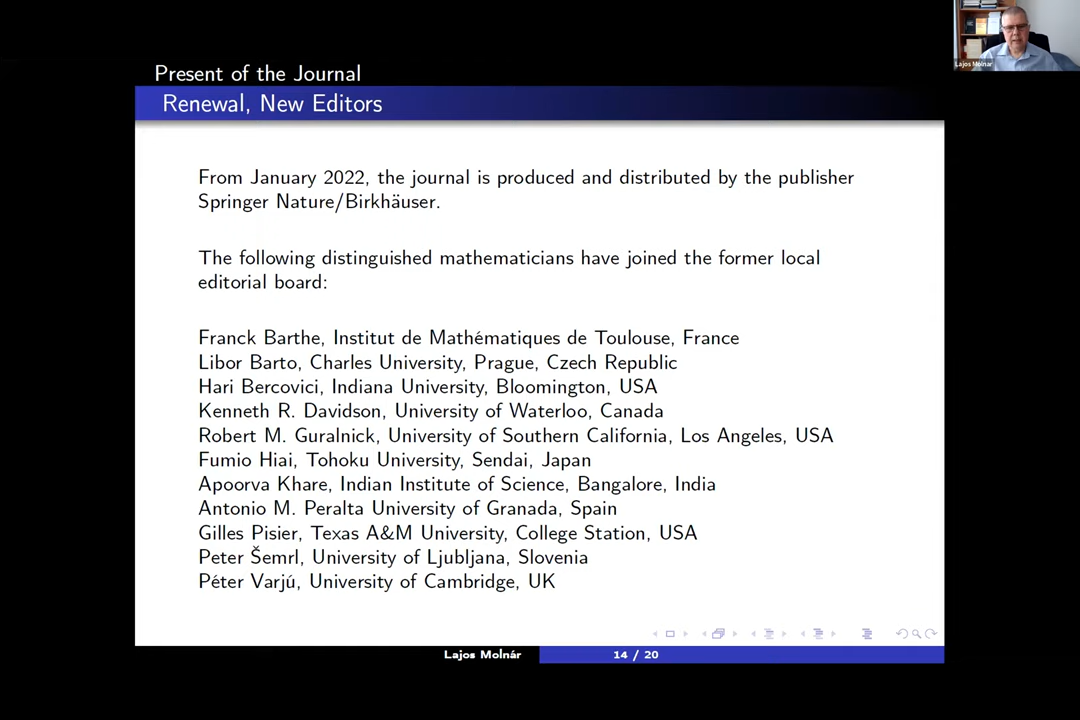 Lajos Molnar
Present of the Journal
Renewal, New Editors
From January 2022, the journal is produced and distributed by the publisher
Springer Nature/Birkhäuser.
The following distinguished mathematicians have joined the former local
editorial board:
Franck Barthe, Institut de Mathématiques de Toulouse, France
Libor Barto, Charles University, Prague, Czech Republic
Hari Bercovici, Indiana University, Bloomington, USA
Kenneth R. Davidson, University of Waterloo, Canada
Robert M. Guralnick, University of Southern California, Los Angeles, USA
Fumio Hiai, Tohoku University, Sendai, Japan
Apoorva Khare, Indian Institute of Science, Bangalore, India
Antonio M. Peralta University of Granada, Spain
Gilles Pisier, Texas A&M University, College Station, USA
Peter Šemrl, University of Ljubljana, Slovenia
Péter Varjú, University of Cambridge, UK
Lajos Molnár
14 / 20